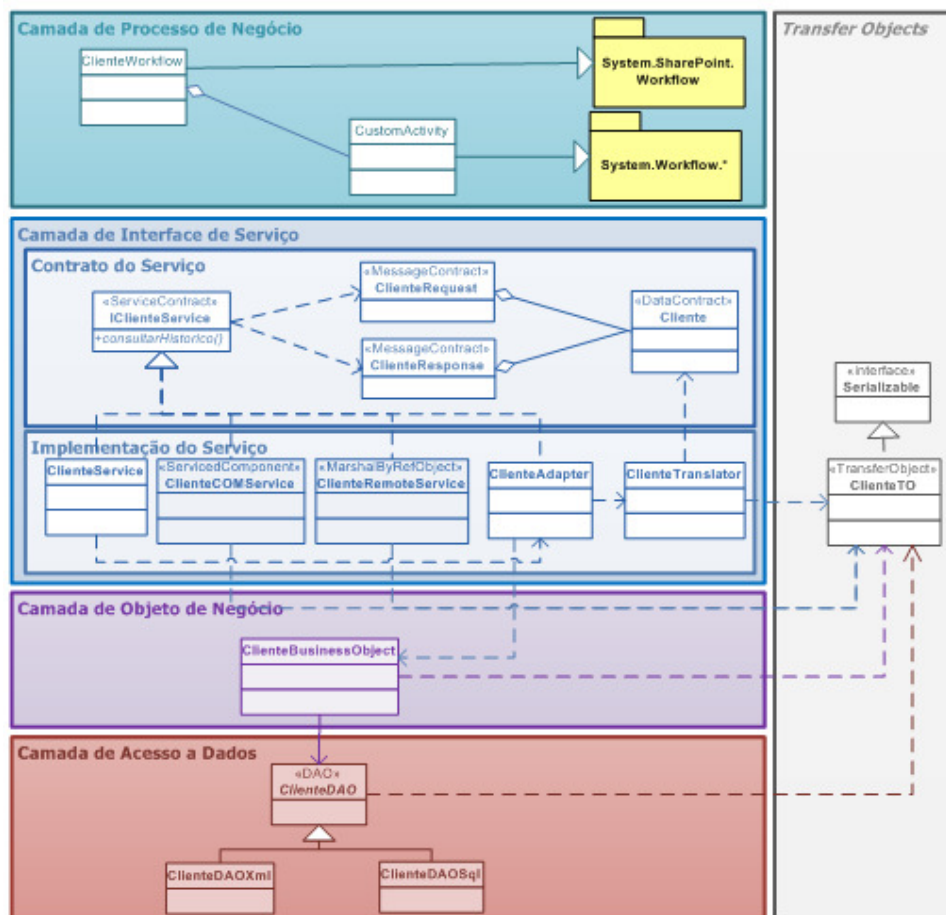 Camada de Processo de Negócio
Transfer Objects
ClienteWorkflow
System.SharePoint.
Workflow
CustomActivity
System.Workflow.*
Camada de Interface de Serviço
Contrato do Serviço
«ServiceContract»
IClienteService
+consultarHistorico()
«MessageContract»
ClienteRequest
«DataContract»
Cliente
«MessageContract»
ClienteResponse
«interface»
Serializable
Implementação do Serviço
ClienteService
«ServicedComponent»
ClienteCOMService
«MarshalByRefObject»
ClienteRemoteService
ClienteAdapter
ClienteTranslator
«TransferObject»
ClienteTO
Camada de Objeto de Negócio
ClienteBusinessObject
Camada de Acesso a Dados
«DAO»
ClienteDAO
ClienteDAOXml
ClienteDAOSql